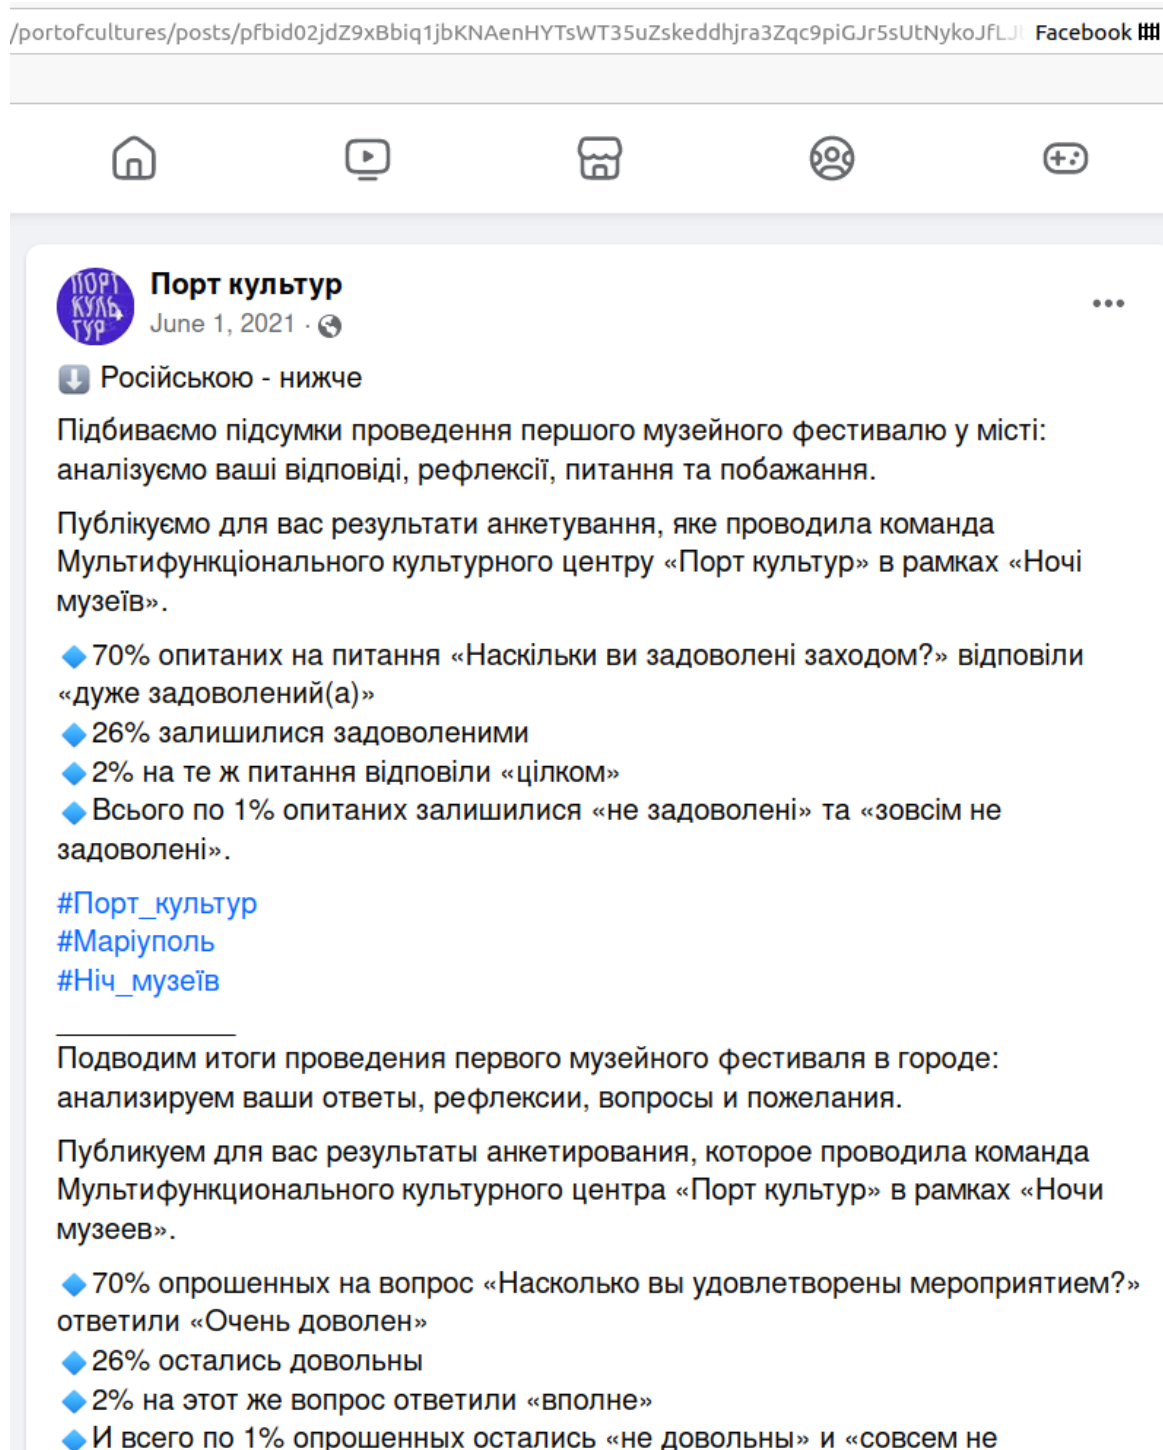 /portofcultures/posts/pfbid02jdZ9xBbiq1jbKNAenHYTsWT35uZskeddhjra3Zqc9piGJr5sUtNykoJfLJ
Facebook
ПОРТ
КУЛЬ
ТУР
Порт культур
June 1, 2021 ·
Російською - нижче
Підбиваємо підсумки проведення першого музейного фестивалю у місті:
аналізуємо ваші відповіді, рефлексії, питання та побажання.
Публікуємо для вас результати анкетування, яке проводила команда
Мультифункціонального культурного центру «Порт культур» в рамках «Ночі
музеїв».
🔷70% опитаних на питання «Наскільки ви задоволені заходом?» відповіли
«дуже задоволений(а)»
🔷26% залишилися задоволеними
🔷2% на те ж питання відповіли «цілком»
🔷Всього по 1% опитаних залишилися «не задоволені» та «зовсім не
задоволені».
#Порт_культур
#Маріуполь
#Ніч_музеїв
____________
Подводим итоги проведения первого музейного фестиваля в городе:
анализируем ваши ответы, рефлексии, вопросы и пожелания.
Публикуем для вас результаты анкетирования, которое проводила команда
Мультифункционального культурного центра «Порт культур» в рамках «Ночи
музеев».
🔷70% опрошенных на вопрос «Насколько вы удовлетворены мероприятием?»
ответили «Очень доволен»
🔷26% остались довольны
🔷2% на этот же вопрос ответили «вполне»
🔷И всего по 1% опрошенных остались «не довольны» и «совсем не